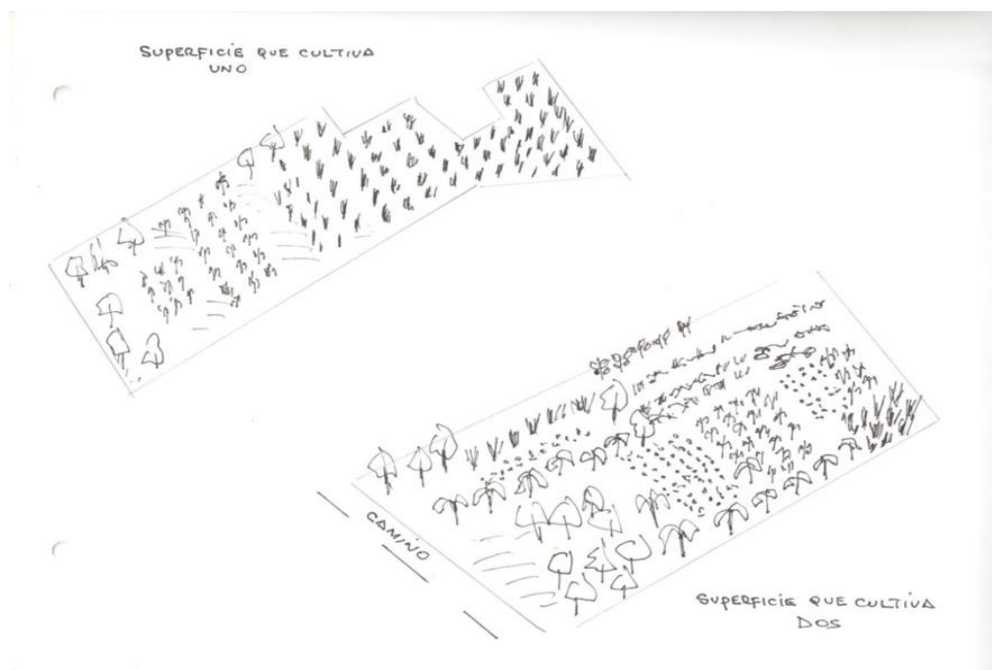 SUPERFICIE QUE CULTIVA
UNO
CAMINO
SUPERFICIE QUE CULTIVA
DOS